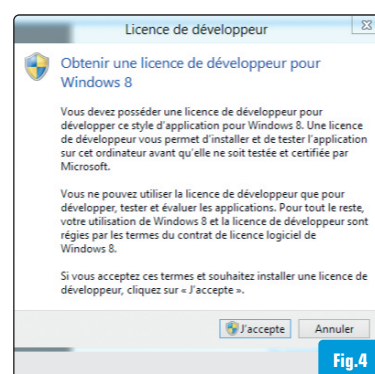 Licence de développeur
Obtenir une licence de développeur pour
Windows 8
Vous devez posséder une licence de développeur pour
développer ce style d'application pour Windows 8. Une licence
de développeur vous permet d'installer et de tester l'application
sur cet ordinateur avant qu'elle ne soit testée et certifiée par
Microsoft.
Vous ne pouvez utiliser la licence de développeur que pour
développer, tester et évaluer les applications. Pour tout le reste,
votre utilisation de Windows 8 et la licence de développeur sont
régies par les termes du contrat de licence logiciel de
Windows 8.
Si vous acceptez ces termes et souhaitez installer une licence de
développeur, cliquez sur « J'accepte ».
J'accepte Annuler
Fig.4